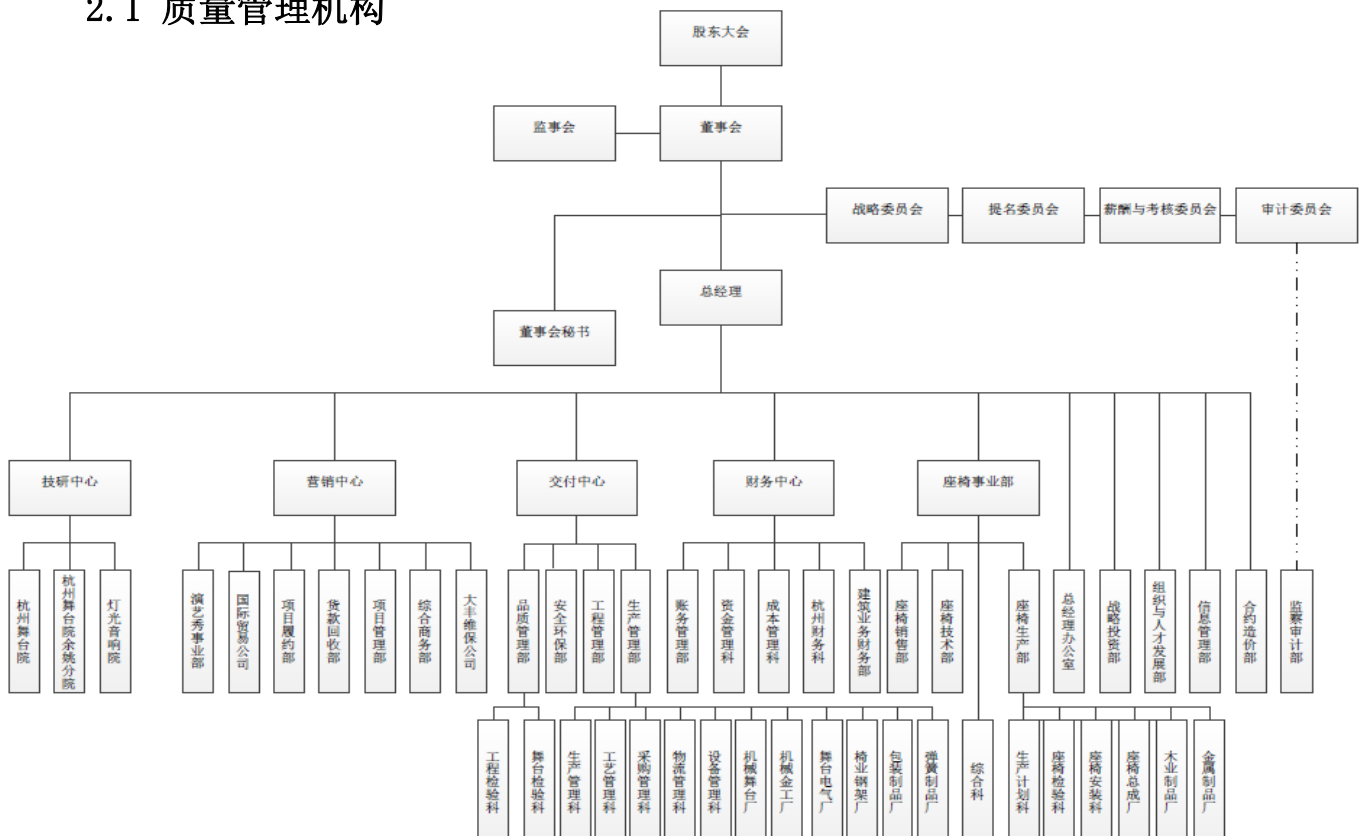 2.1 质量管理机构
股东大会
监事会
董事会
战略委员会
提名委员会
薪酬与考核委员会
审计委员会
总经理
董事会秘书
技研中心
营销中心
交付中心
财务中心
座椅事业部
杭州舞台院
杭州舞台院余姚分院
灯光音响院
演艺秀事业部
国际贸易公司
项目履约部
货款回收部
项目管理部
综合商务部
大丰维保公司
品质管理部
安全环保部
工程管理部
生产管理部
账务管理部
资金管理科
成本管理科
杭州财务科
建筑业务财务部
座椅销售部
座椅技术部
座椅生产部
总经理办公室
战略投资部
组织与人才发展部
信息管理部
合约造价部
监察审计部
工程检验科
舞台检验科
生产管理科
工艺管理科
采购管理科
物流管理科
设备管理科
机械舞台厂
机械金工厂
舞台电气厂
椅业钢架厂
包装制品厂
弹簧制品厂
综合科
生产计划科
座椅检验科
座椅安装科
座椅总成厂
木业制品厂
金属制品厂